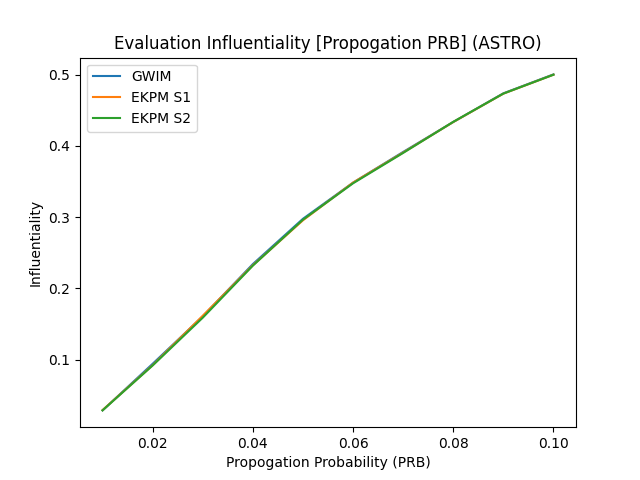 Evaluation Influentiality [Propogation PRB] (ASTRO)
GWIM
EKPM S1
EKPM S2
Influentiality
0.5
0.4
0.3
0.2
0.1
0.02 0.04 0.06 0.08 0.10
Propogation Probability (PRB)